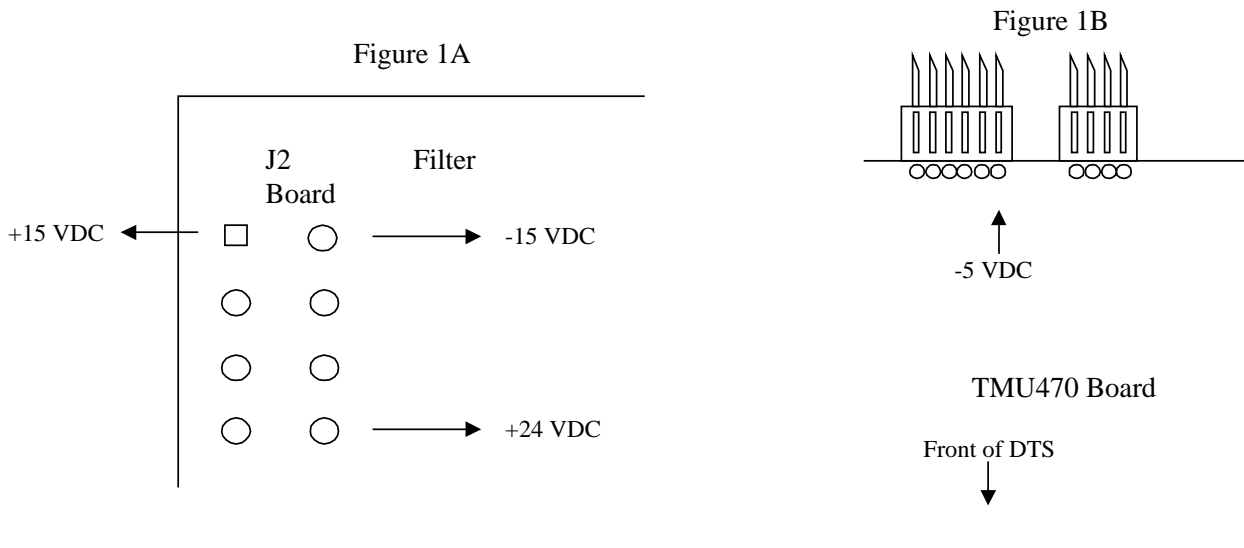 Figure 1A
J2 Filter
Board
+15 VDC
-15 VDC
+24 VDC
Figure 1B
-5 VDC
TMU470 Board
Front of DTS